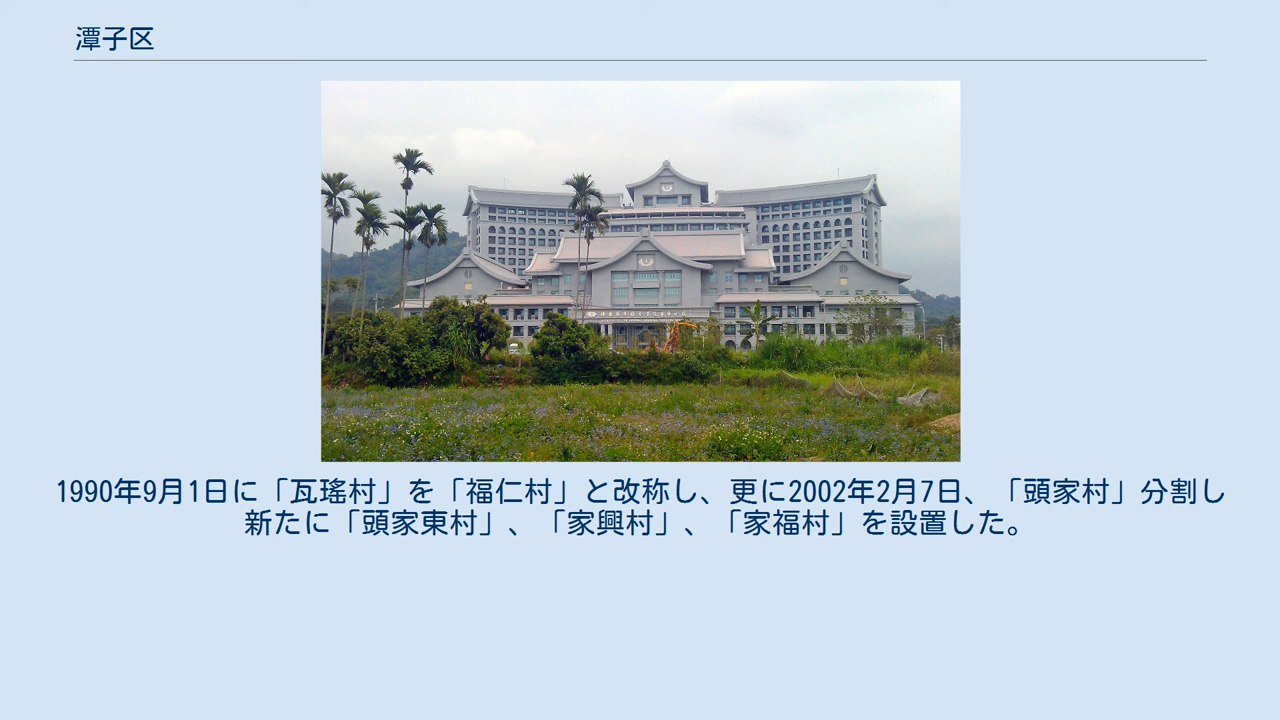 潭子区
1990年9月1日に「瓦瑤村」を「福仁村」と改称し、更に2002年2月7日、「頭家村」分割し
新たに「頭家東村」、「家興村」、「家福村」を設置した。